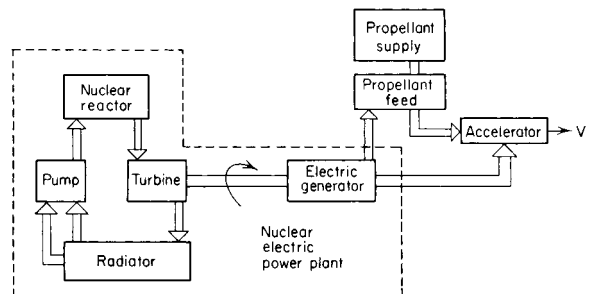 Propellant
supply
Nuclear
reactor
Propellant
feed
Accelerator
V
Pump
Turbine
Electric
generator
Radiator
Nuclear
electric
power plant